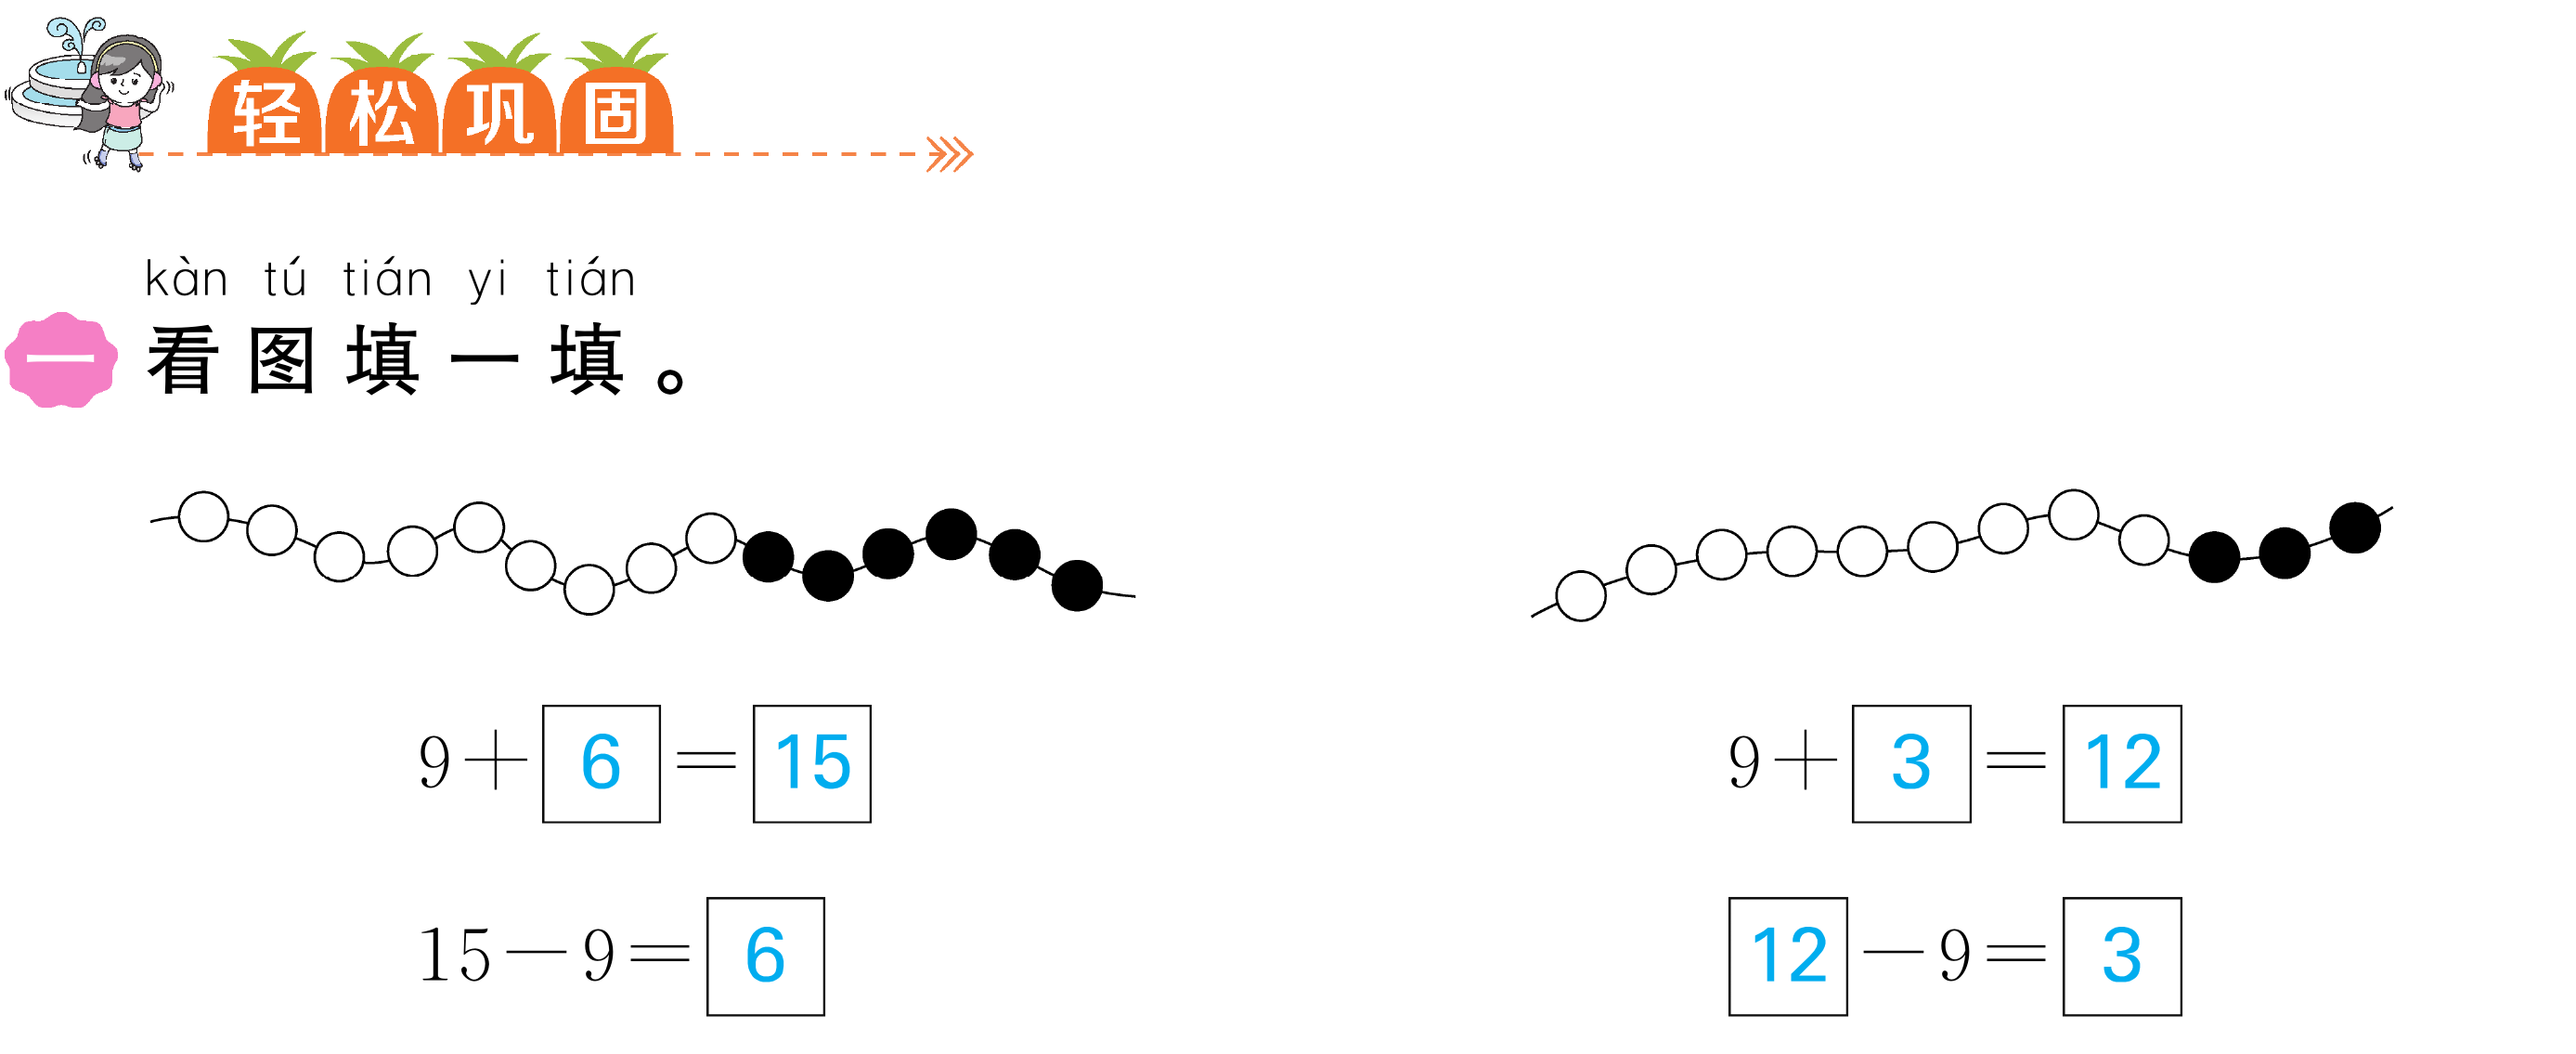 轻松巩固
kàn tú tián yi tián
一 看图填一填。
9+6=15
9+3=12
15-9=6
12-9=3